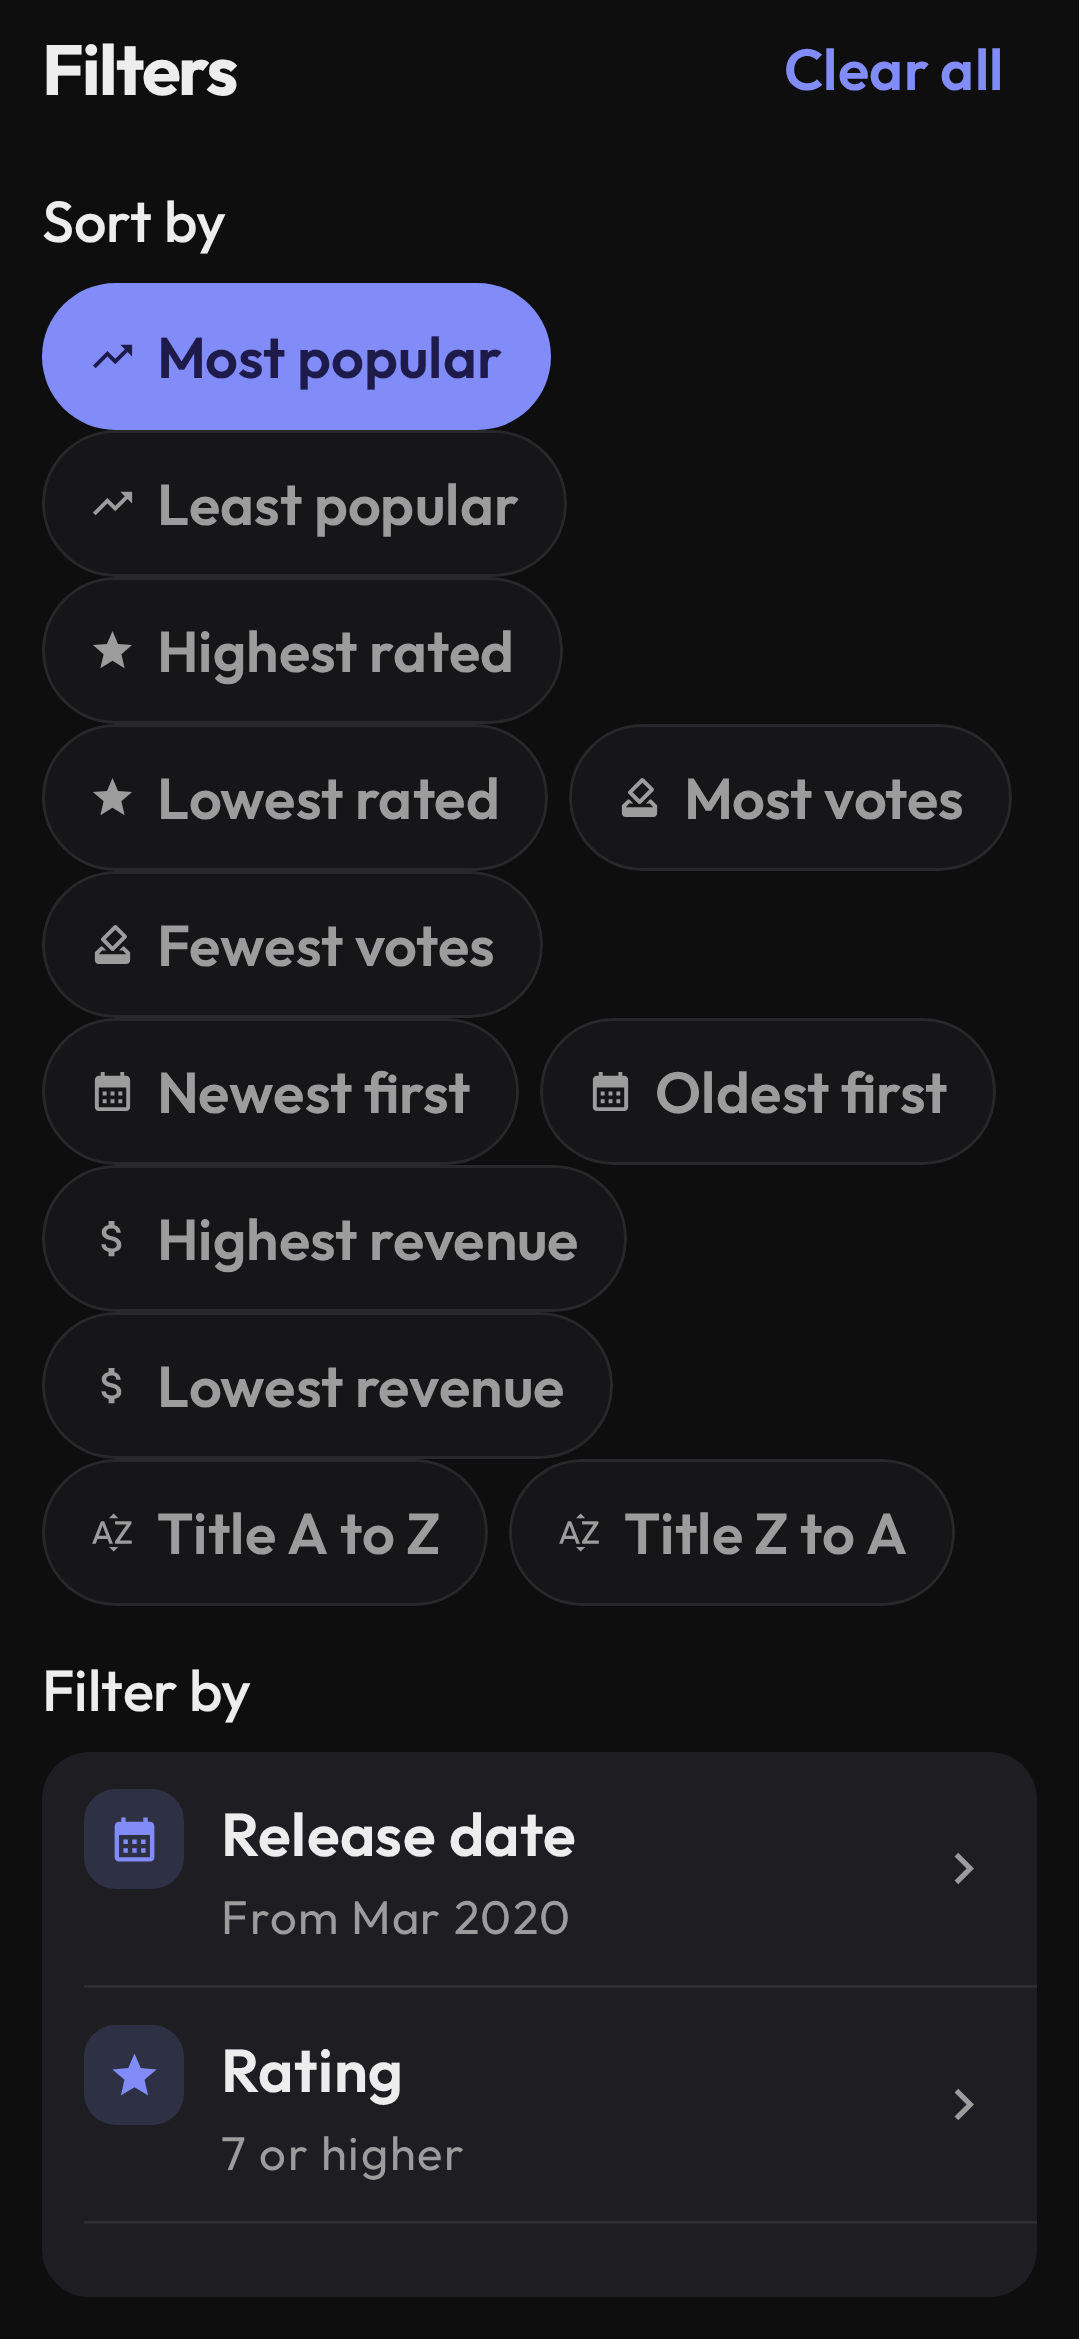 Filters
Clear all
Sort by
Most popular
Least popular
Highest rated
Lowest rated
Most votes
Fewest votes
Newest first
Oldest first
$ Highest revenue
$ Lowest revenue
AZ Title A to Z
AZ Title Z to A
Filter by
Release date
From Mar 2020
Rating
7 or higher